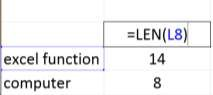 =LEN(L8)
excel function 14
computer 8